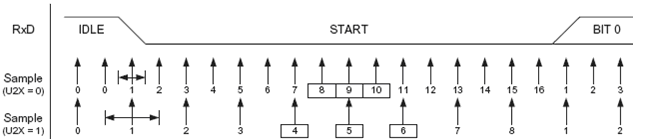 RxD IDLE START BIT 0
Sample
(U2X = 0) 0 0 1 2 3 4 5 6 7 8 9 10 11 12 13 14 15 16 1 2 3
Sample
(U2X = 1) 0 1 2 3 4 5 6 7 8 1 2